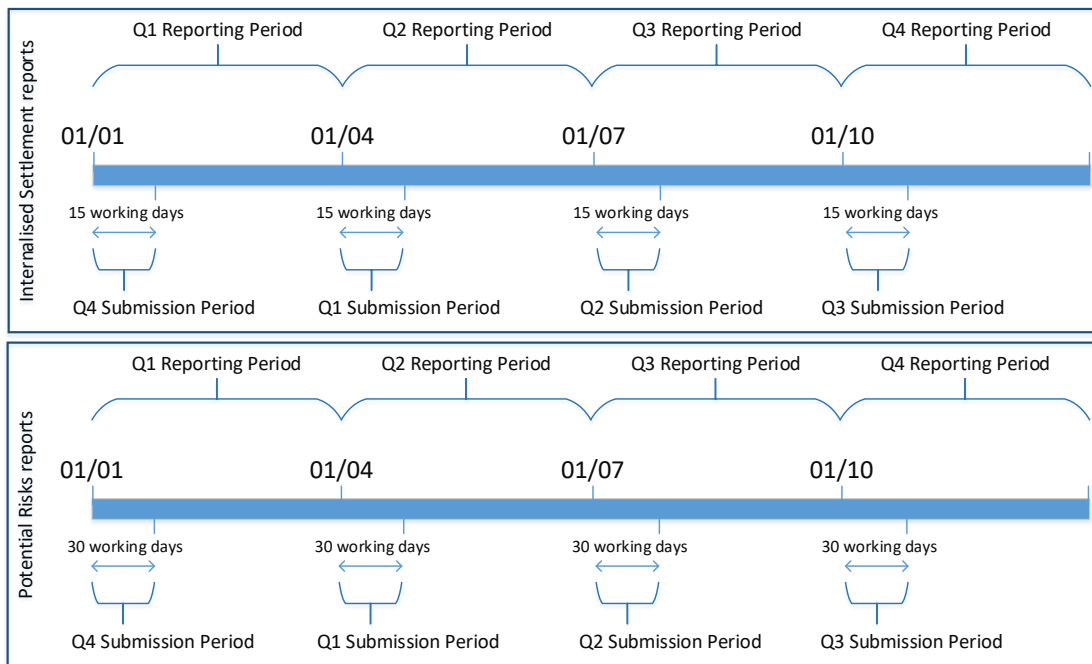 Internalised Settlement reports
Q1 Reporting Period
Q2 Reporting Period
Q3 Reporting Period
Q4 Reporting Period
01/01
01/04
01/07
01/10
15 working days
15 working days
15 working days
15 working days
Q4 Submission Period
Q1 Submission Period
Q2 Submission Period
Q3 Submission Period
Potential Risks reports
Q1 Reporting Period
Q2 Reporting Period
Q3 Reporting Period
Q4 Reporting Period
01/01
01/04
01/07
01/10
30 working days
30 working days
30 working days
30 working days
Q4 Submission Period
Q1 Submission Period
Q2 Submission Period
Q3 Submission Period